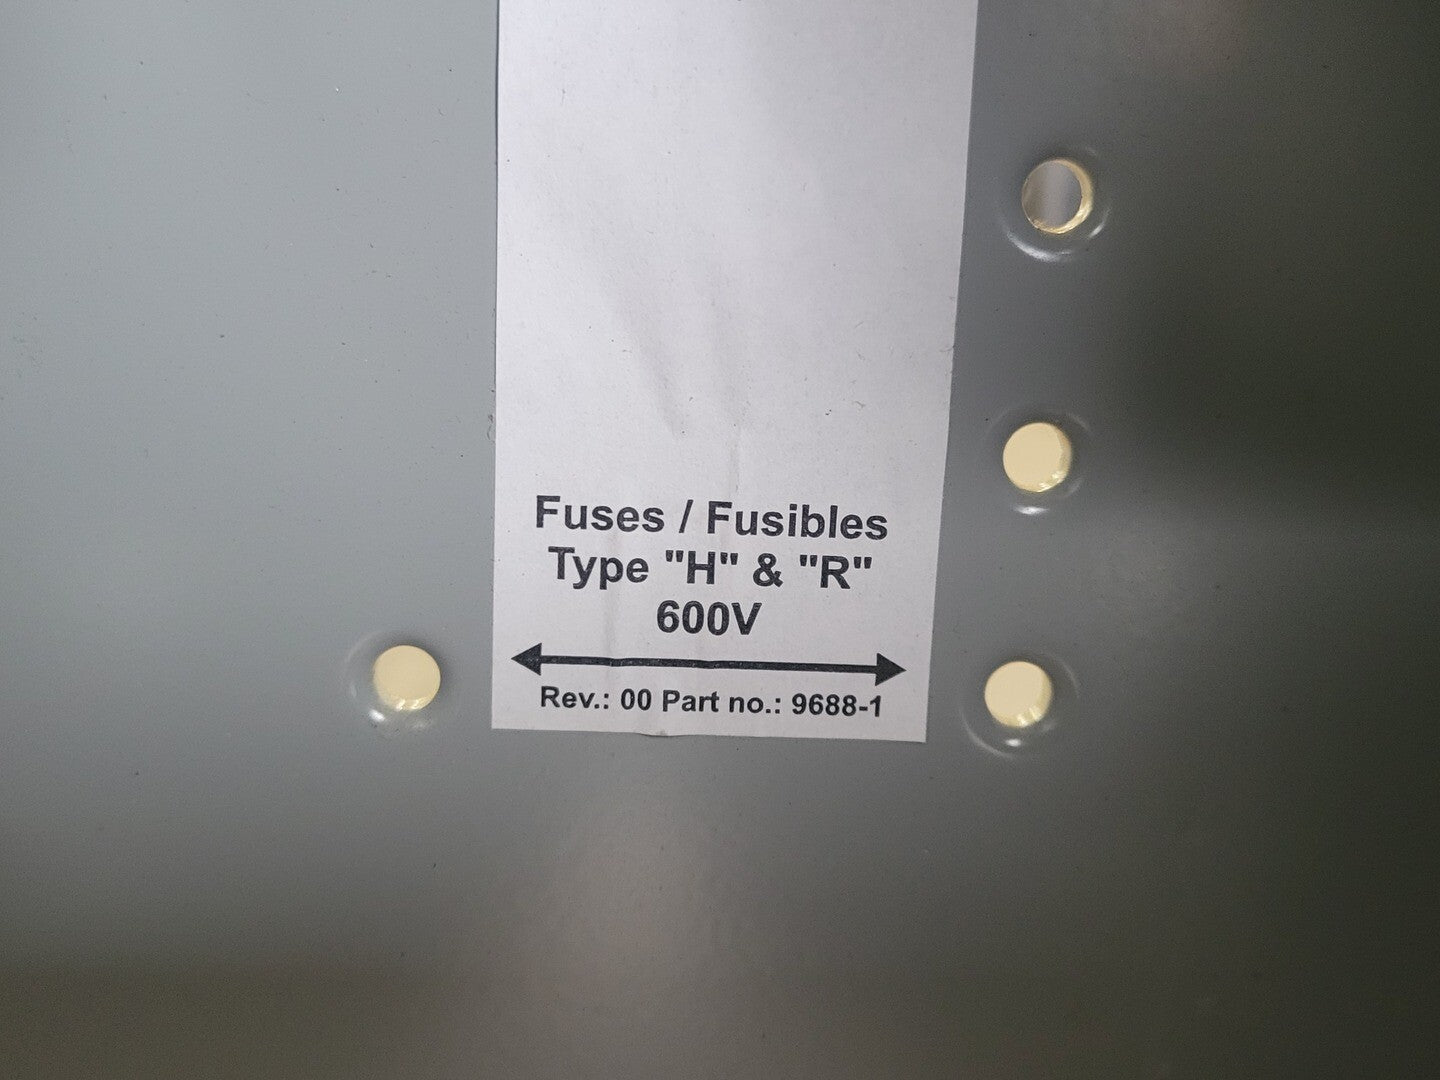 Fuses / Fusibles
Type "H" & "R"
600V
Rev.: 00 Part no.: 9688-1